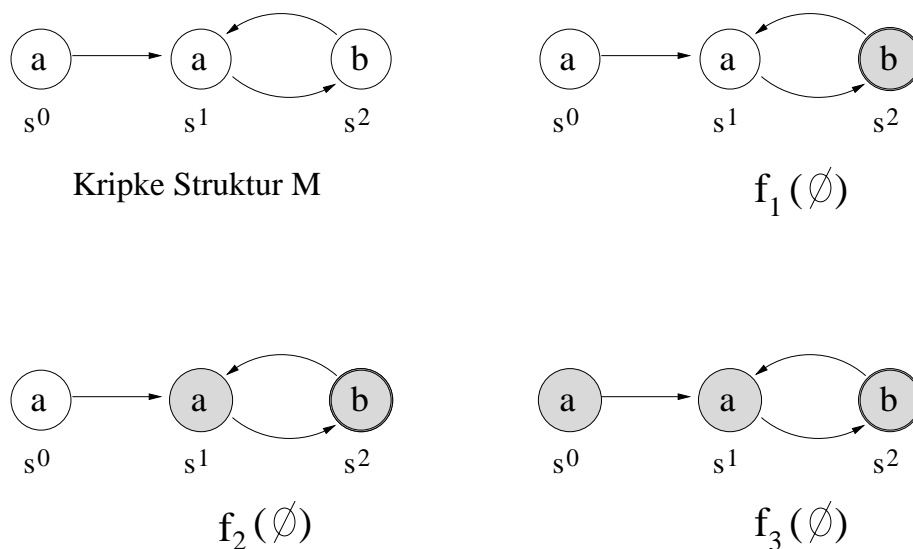 a a b a a b
s0 s1 s2 s0 s1 s2
Kripke Struktur M f1(∅)
a a b a a b
s0 s1 s2 s0 s1 s2
f2(∅) f3(∅)